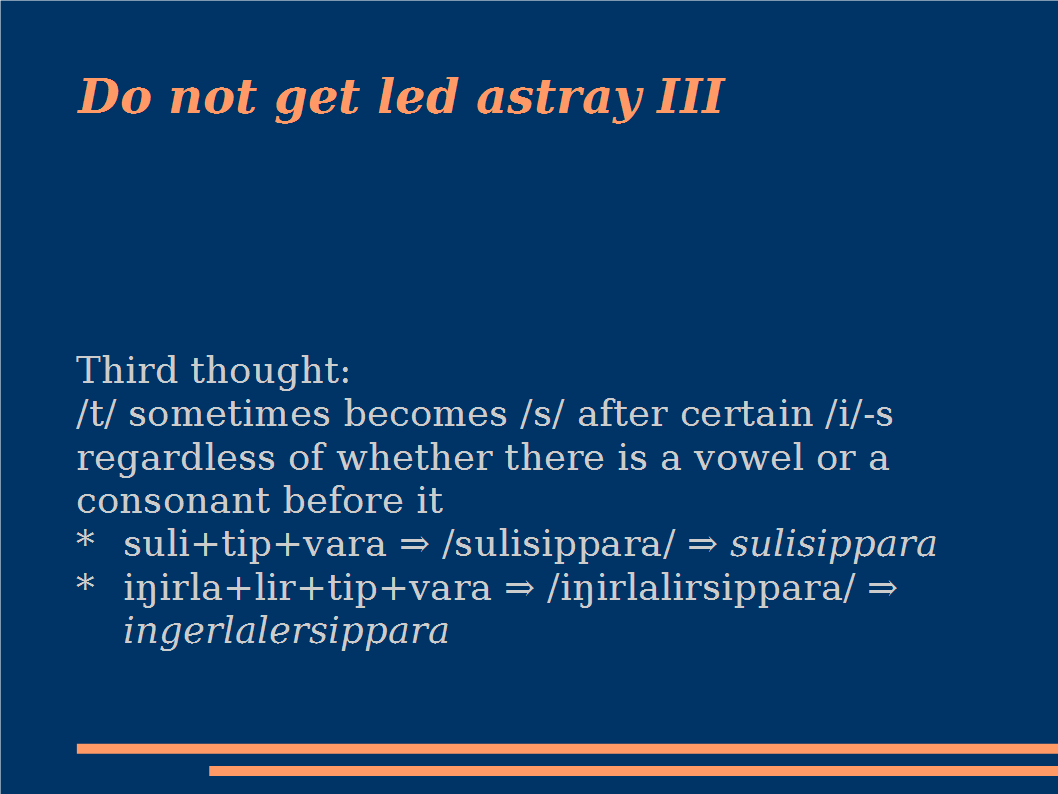 Do not get led astray III
Third thought:
/t/ sometimes becomes /s/ after certain /i/-s
regardless of whether there is a vowel or a
consonant before it
* suli+tip+vara ⇒ /sulisippara/ ⇒ sulisippara
* iŋirla+lir+tip+vara ⇒ /iŋirlalirsippara/ ⇒
ingerlalersippara